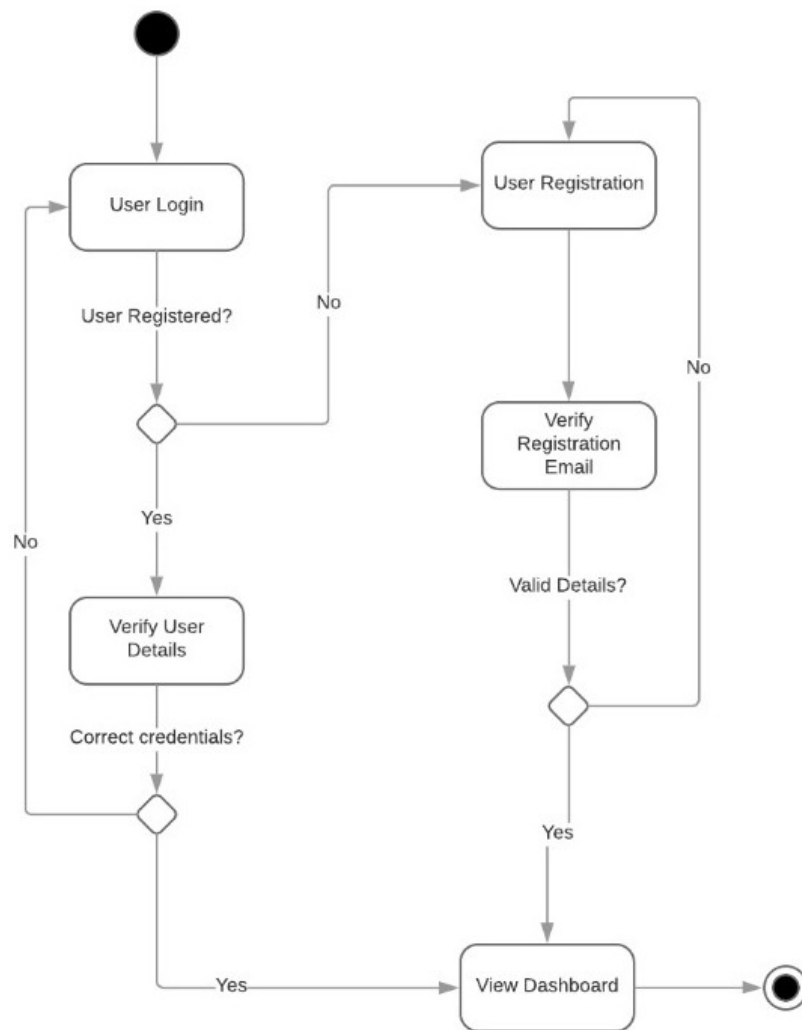 User Login
User Registered?
No
Yes
No
Verify User
Details
Correct credentials?
Yes
User Registration
No
Verify
Registration
Email
Valid Details?
Yes
View Dashboard